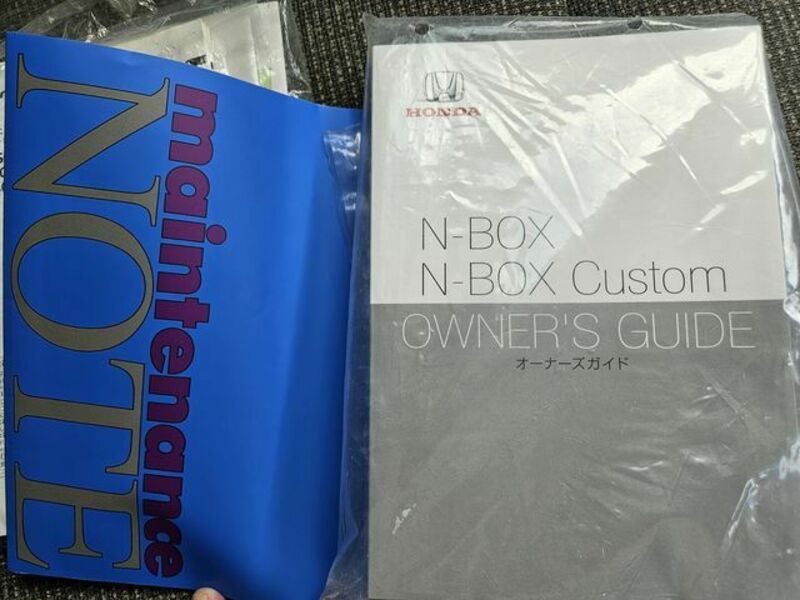 maintenance
NOTE
HONDA
N-BOX
N-BOX Custom
OWNER'S GUIDE
オーナーズガイド